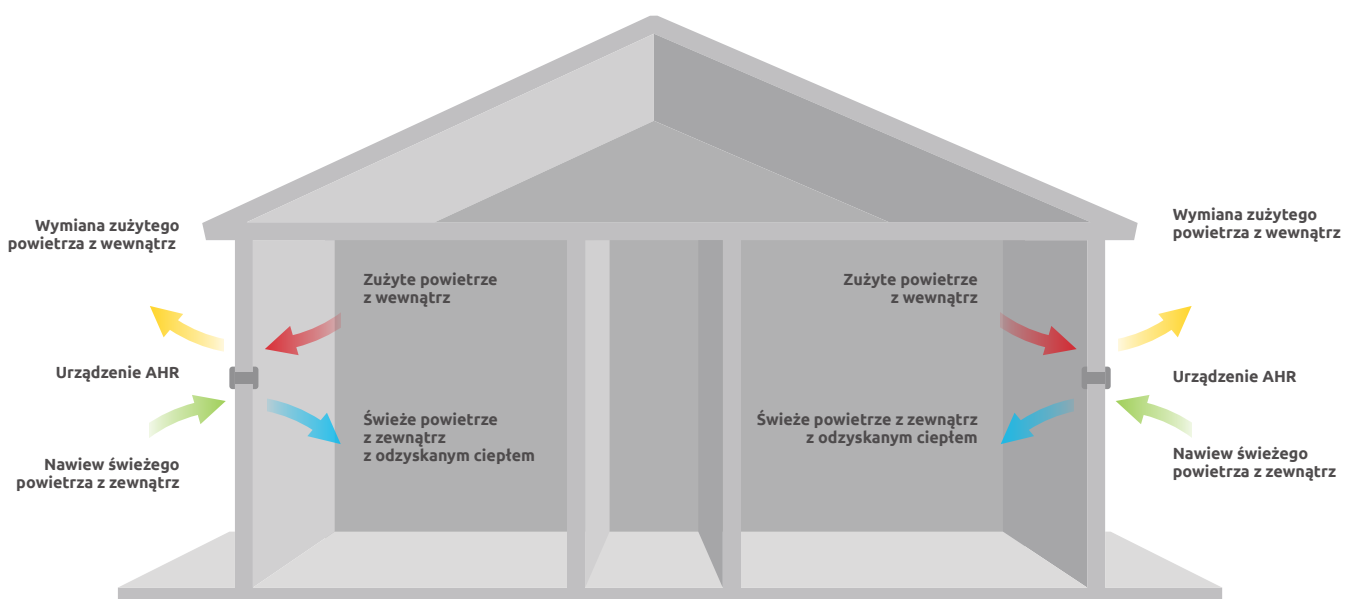 Wymiana zużytego
powietrza z wewnątrz
Urządzenie AHR
Nawiew świeżego
powietrza z zewnątrz
Zużyte powietrze
z wewnątrz
Świeże powietrze
z zewnątrz
z odzyskanym ciepłem
Zużyte powietrze
z wewnątrz
Świeże powietrze z zewnątrz
z odzyskanym ciepłem
Wymiana zużytego
powietrza z wewnątrz
Urządzenie AHR
Nawiew świeżego
powietrza z zewnątrz